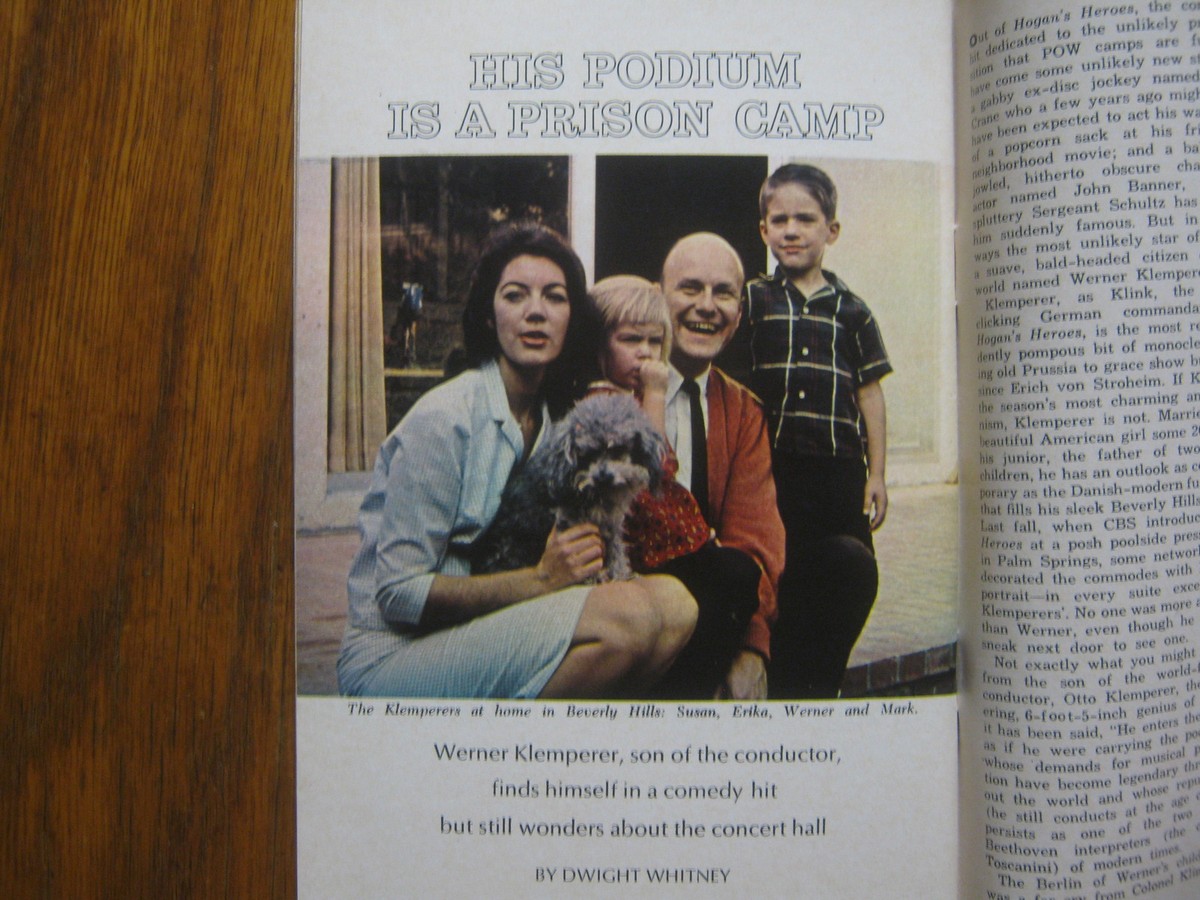 HIS PODIUM
IS A PRISON CAMP
The Klemperers at home in Beverly Hills: Susan, Erika, Werner and Mark.
Werner Klemperer, son of the conductor,
finds himself in a comedy hit
but still wonders about the concert hall
BY DWIGHT WHITNEY
Out of Hogan's Heroes, the
hit dedicated to the unlikely
that POW camps are
have come some unlikely new
a gabby ex-disc jockey named
Crane who a few years ago
have been expected to act his
of a popcorn sack at his
neighborhood movie; and a
jowled, hitherto obscure
actor named John Banner,
Sergeant Schultz has
him suddenly famous. But in
ways the most unlikely star of
a suave, bald-headed citizen
world named Werner
Klemperer, as Klink, the
clicking German
Hogan's Heroes, is the most
pompous bit of
ing old Prussia to grace show
since Erich von Stroheim. If
the season's most charming
nism, Klemperer is not.
beautiful American girl some
his junior, the father of two
children, he has an outlook as
porary as the Danish-modern
that fills his sleek Beverly Hills
Last fall, when CBS
Heroes at a posh poolside
in Palm Springs, some
decorated the commodes with
portrait—in every suite
Klemperers'. No one was more
than Werner, even though he
sneak next door to see one.
Not exactly what you might
from the son of the
conductor, Otto Klemperer, the
ering, 6-foot-5-inch genius of
it has been said, "He enters the
as if he were carrying the
whose demands for musical
tion have become legendary
out the world and whose
(he still conducts at the age
persists as one of the two
Beethoven interpreters (the
Toscanini) of modern times.
The Berlin of Werner's
was a far cry from Colonel